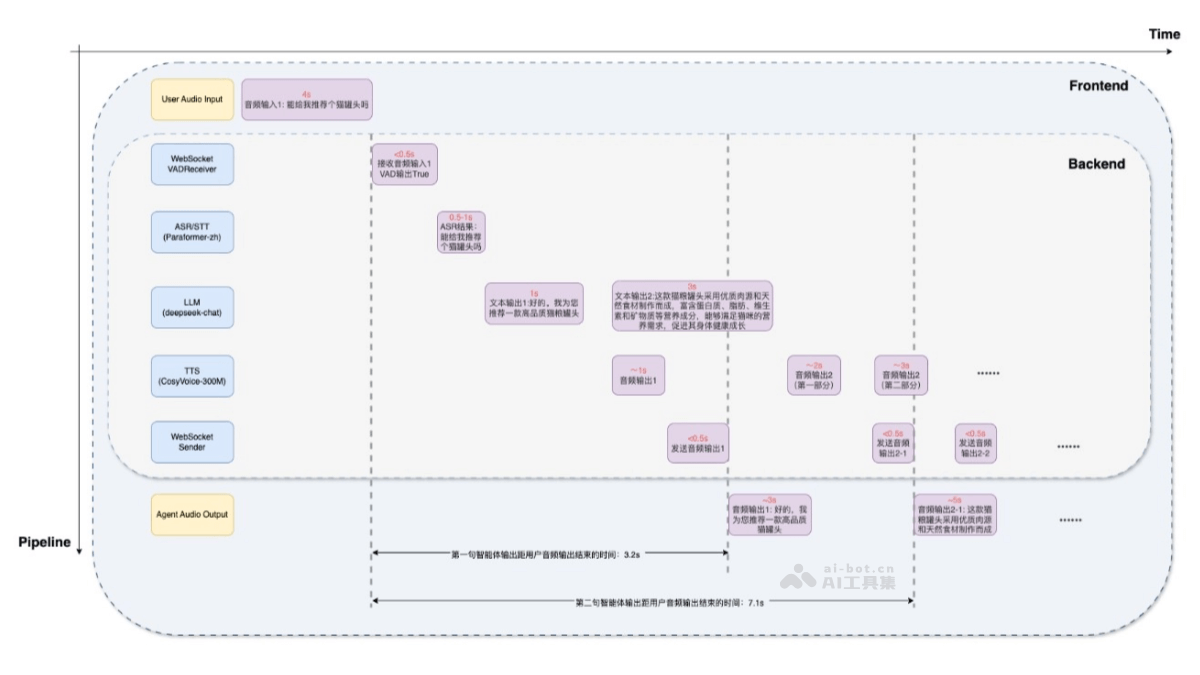 Time
Frontend
User Audio Input
4s
音频输入1: 能给我推荐个猫罐头吗
Backend
WebSocket
VADReceiver
<0.5s
接收音频输入1
VAD输出True
ASR/STT
(Paraformer-zh)
0.5-1s
ASR结果:
能给我推荐
个猫罐头吗
LLM
(deepseek-chat)
1s
文本输出1:好的。我为您
推荐一款高品质猫粮罐头
3s
文本输出2:这款猫粮罐头采用优质肉源和天
然食材制作而成，富含蛋白质、脂肪、维生
素和矿物质等营养成分，能够满足猫咪的营
养需求，促进其身体健康成长
TTS
(CosyVoice-300M)
~1s
音频输出1
~2s
音频输出2
(第一部分)
~3s
音频输出2
(第二部分)
......
WebSocket
Sender
<0.5s
发送音频输出1
<0.5s
发送音频
输出2-1
<0.5s
发送音频
输出2-2
......
Agent Audio Output
~3s
音频输出1: 好的，我
为您推荐一款高品质
猫罐头
~5s
音频输出2-1: 这款猫
粮罐头采用优质肉源
和天然食材制作而成
......
Pipeline
第一句智能体输出距用户音频输出结束的时间：3.2s
ai-bot.cn
AI工具集
第二句智能体输出距用户音频输出结束的时间：7.1s